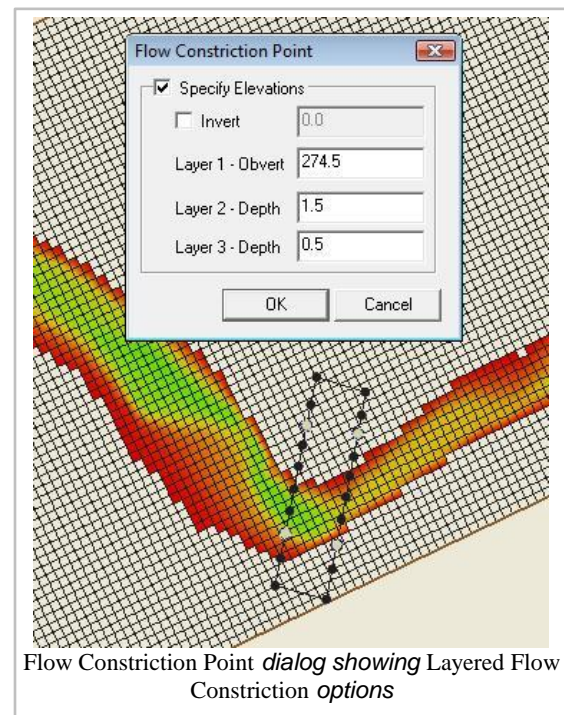 Flow Constriction Point
Specify Elevations
Invert 0.0
Layer 1 - Obvert 274.5
Layer 2 - Depth 1.5
Layer 3 - Depth 0.5
OK Cancel
Flow Constriction Point dialog showing Layered Flow
Constriction options